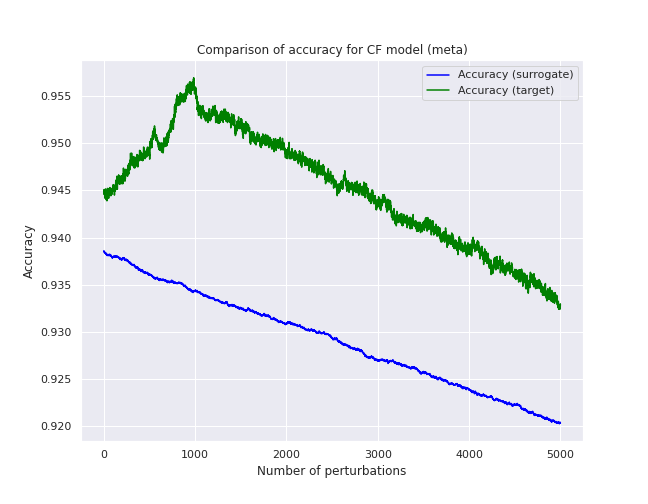 Comparison of accuracy for CF model (meta)
Accuracy (surrogate)
Accuracy (target)
0.955
0.950
0.945
0.940
0.935
0.930
0.925
0.920
Accuracy
0 1000 2000 3000 4000 5000
Number of perturbations